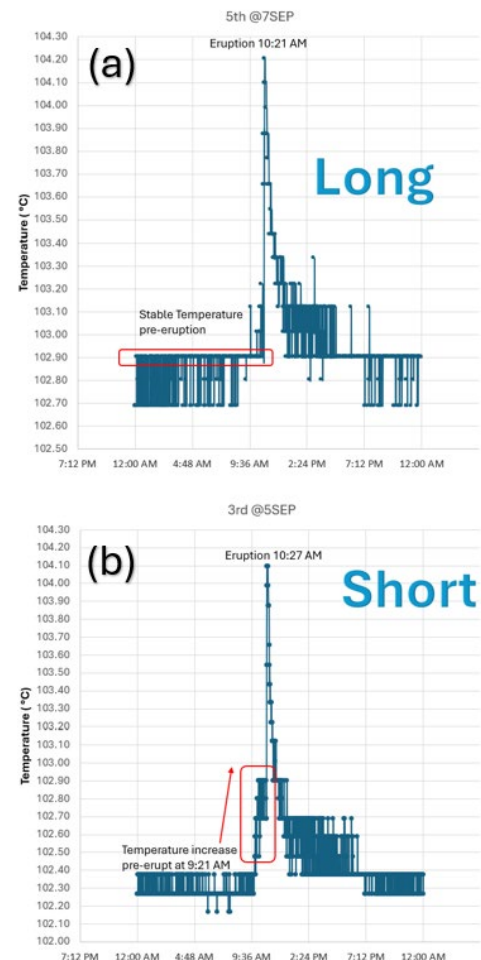 5th @7SEP
Eruption 10:21 AM
(a)
Long
Temperature (°C)
Stable Temperature
pre-eruption
104.30
104.20
104.10
104.00
103.90
103.80
103.70
103.60
103.50
103.40
103.30
103.20
103.10
103.00
102.90
102.80
102.70
102.60
102.50
7:12 PM 12:00 AM 4:48 AM 9:36 AM 2:24 PM 7:12 PM 12:00 AM
3rd @5SEP
Eruption 10:27 AM
(b)
Short
Temperature (°C)
Temperature increase
pre-erupt at 9:21 AM
104.30
104.20
104.10
104.00
103.90
103.80
103.70
103.60
103.50
103.40
103.30
103.20
103.10
103.00
102.90
102.80
102.70
102.60
102.50
102.40
102.30
102.20
102.10
102.00
7:12 PM 12:00 AM 4:48 AM 9:36 AM 2:24 PM 7:12 PM 12:00 AM